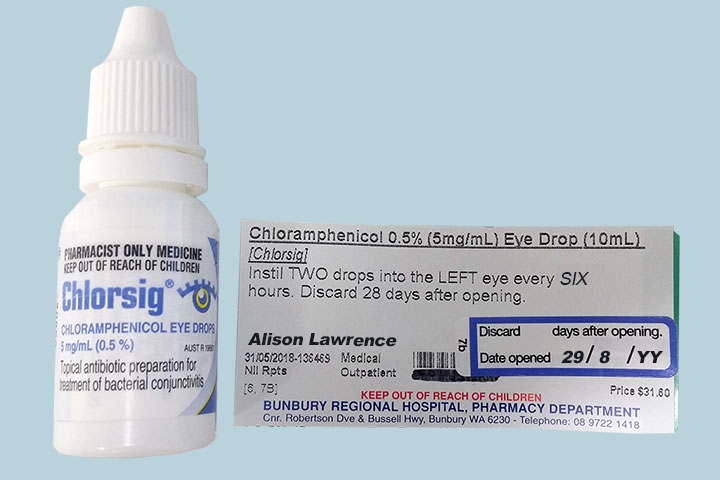 PHARMACIST ONLY MEDICINE
KEEP OUT OF REACH OF CHILDREN
Chlorsig®
CHLORAMPHENICOL EYE DROPS
5 mg/mL (0.5 %)
AUST R
Topical antibiotic preparation for
treatment of bacterial conjunctivitis
Chloramphenicol 0.5% (5mg/mL) Eye Drop (10mL)
[Chlorsig]
Instil TWO drops into the LEFT eye every SIX
hours. Discard 28 days after opening.
Alison Lawrence
31/05/2018-136469 Medical
Nil Rpts Outpatient
[6, 7B]
7b
Discard days after opening.
Date opened 29/ 8 /YY
Price $31.60
KEEP OUT OF REACH OF CHILDREN
BUNBURY REGIONAL HOSPITAL, PHARMACY DEPARTMENT
Cnr. Robertson Dve & Bussell Hwy, Bunbury WA 6230 - Telephone: 08 9722 1418